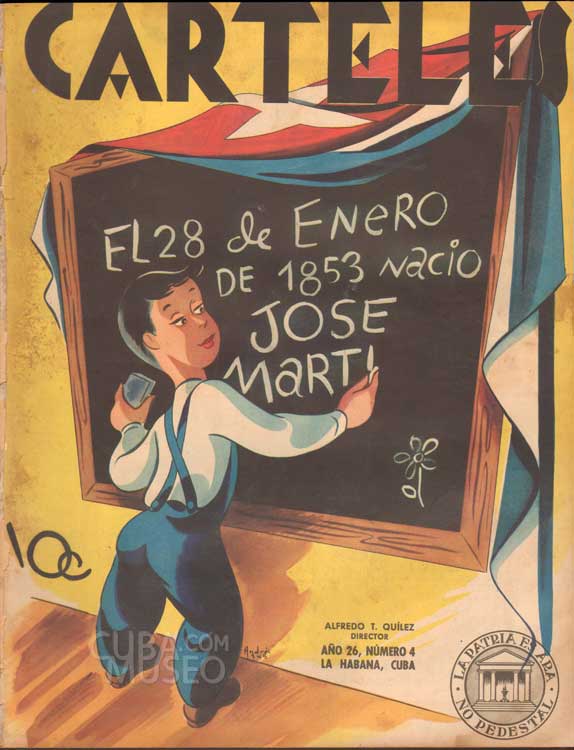 CARTELES
EL 28 de ENERO
DE 1853 NACIO
JOSE
MARTI
10c
ALFREDO T. QUÍLEZ
DIRECTOR
AÑO 26, NÚMERO 4
LA HABANA, CUBA
LA PATRIA ES ARA
NO PEDESTAL
CUBA.COM
MUSEO